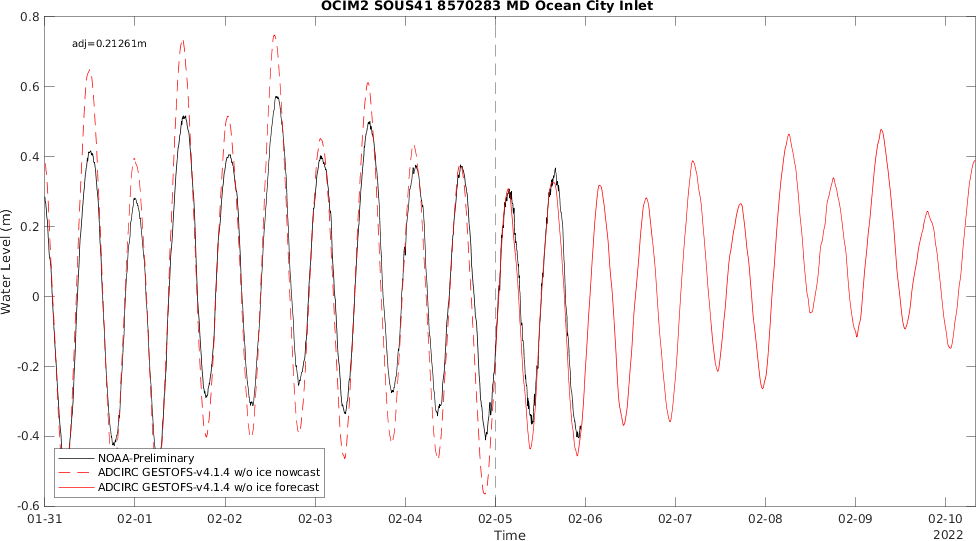 OCIM2 SOUS41 8570283 MD Ocean City Inlet
adj=0.21261m
0.8
0.6
0.4
0.2
0
-0.2
-0.4
-0.6
Water Level (m)
NOAA-Preliminary
ADCIRC GESTOFS-v4.1.4 w/o ice nowcast
ADCIRC GESTOFS-v4.1.4 w/o ice forecast
01-31 02-01 02-02 02-03 02-04 02-05 02-06 02-07 02-08 02-09 02-10
Time
2022